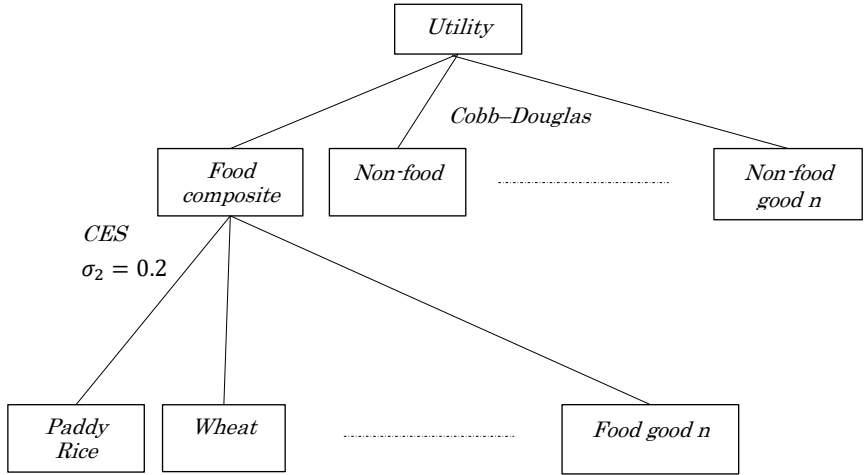 Utility
Cobb–Douglas
Food
composite
Non-food
Non-food
good n
CES
σ₂ = 0.2
Paddy
Rice
Wheat
Food good n